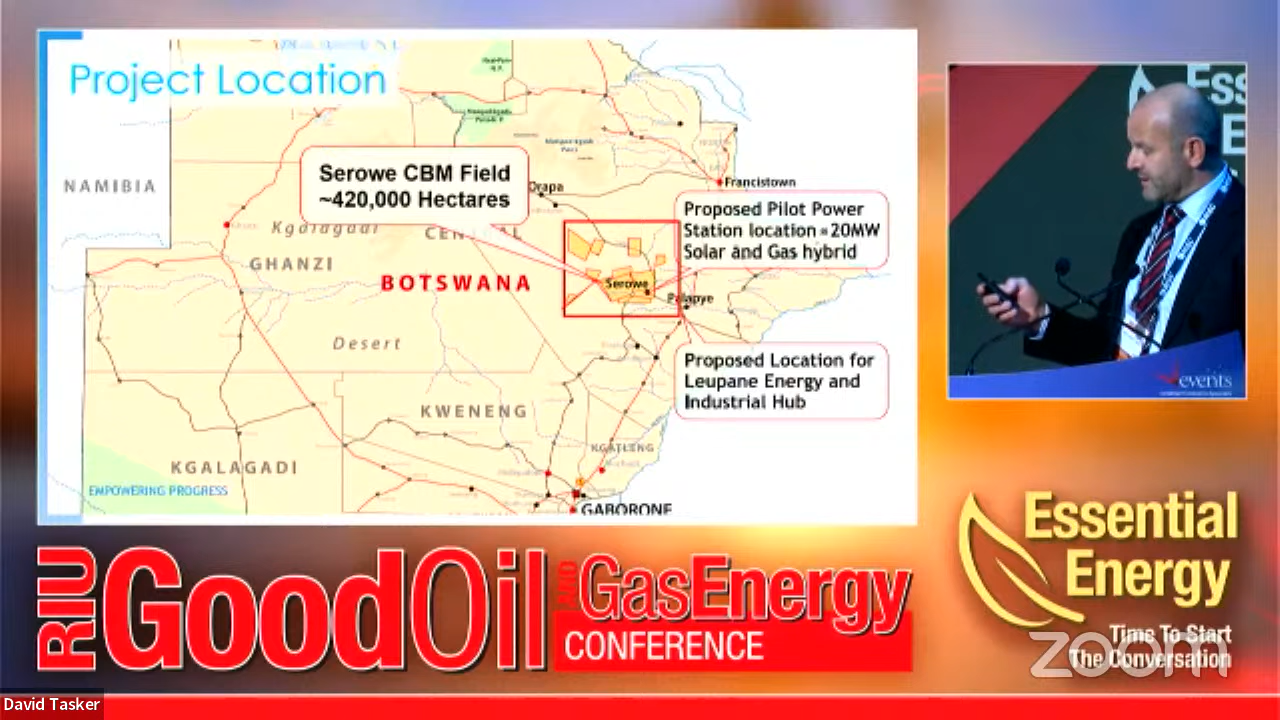 Project Location
NAMIBIA
Serowe CBM Field
~420,000 Hectares
Orapa
Francistown
Kgalagadi
CENTRAL
GHANZI
BOTSWANA
Proposed Pilot Power
Station location = 20MW
Solar and Gas hybrid
Serowe
Palapye
Desert
Proposed Location for
Leupane Energy and
Industrial Hub
KWENENG
KGATLENG
KGALAGADI
EMPOWERING PROGRESS
GABORONE
Ess
E
events
RIU
GoodOil
AND
GasEnergy
CONFERENCE
Essential
Energy
Time To Start
The Conversation
zoom
David Tasker